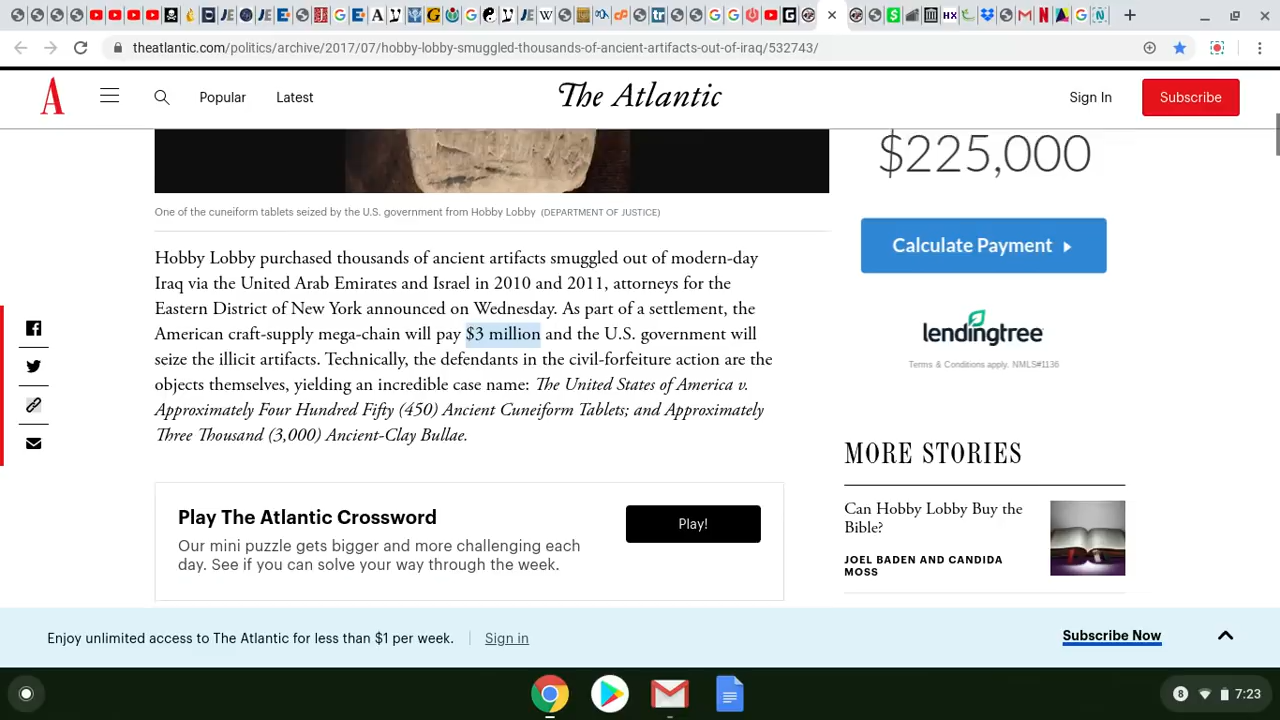 theatlantic.com/politics/archive/2017/07/hobby-lobby-smuggled-thousands-of-ancient-artifacts-out-of-iraq/532743/
Popular
Latest
The Atlantic
Sign In
Subscribe
$225,000
One of the cuneiform tablets seized by the U.S. government from Hobby Lobby (DEPARTMENT OF JUSTICE)
Calculate Payment
Hobby Lobby purchased thousands of ancient artifacts smuggled out of modern-day
Iraq via the United Arab Emirates and Israel in 2010 and 2011, attorneys for the
Eastern District of New York announced on Wednesday. As part of a settlement, the
American craft-supply mega-chain will pay $3 million and the U.S. government will
seize the illicit artifacts. Technically, the defendants in the civil-forfeiture action are the
objects themselves, yielding an incredible case name: The United States of America v.
Approximately Four Hundred Fifty (450) Ancient Cuneiform Tablets; and Approximately
Three Thousand (3,000) Ancient-Clay Bullae.
lendingtree
Terms & Conditions apply. NMLS#1136
MORE STORIES
Can Hobby Lobby Buy the
Bible?
JOEL BADEN AND CANDIDA
MOSS
Play The Atlantic Crossword
Our mini puzzle gets bigger and more challenging each
day. See if you can solve your way through the week.
Play!
Enjoy unlimited access to The Atlantic for less than $1 per week.
Sign in
Subscribe Now
8
7:23